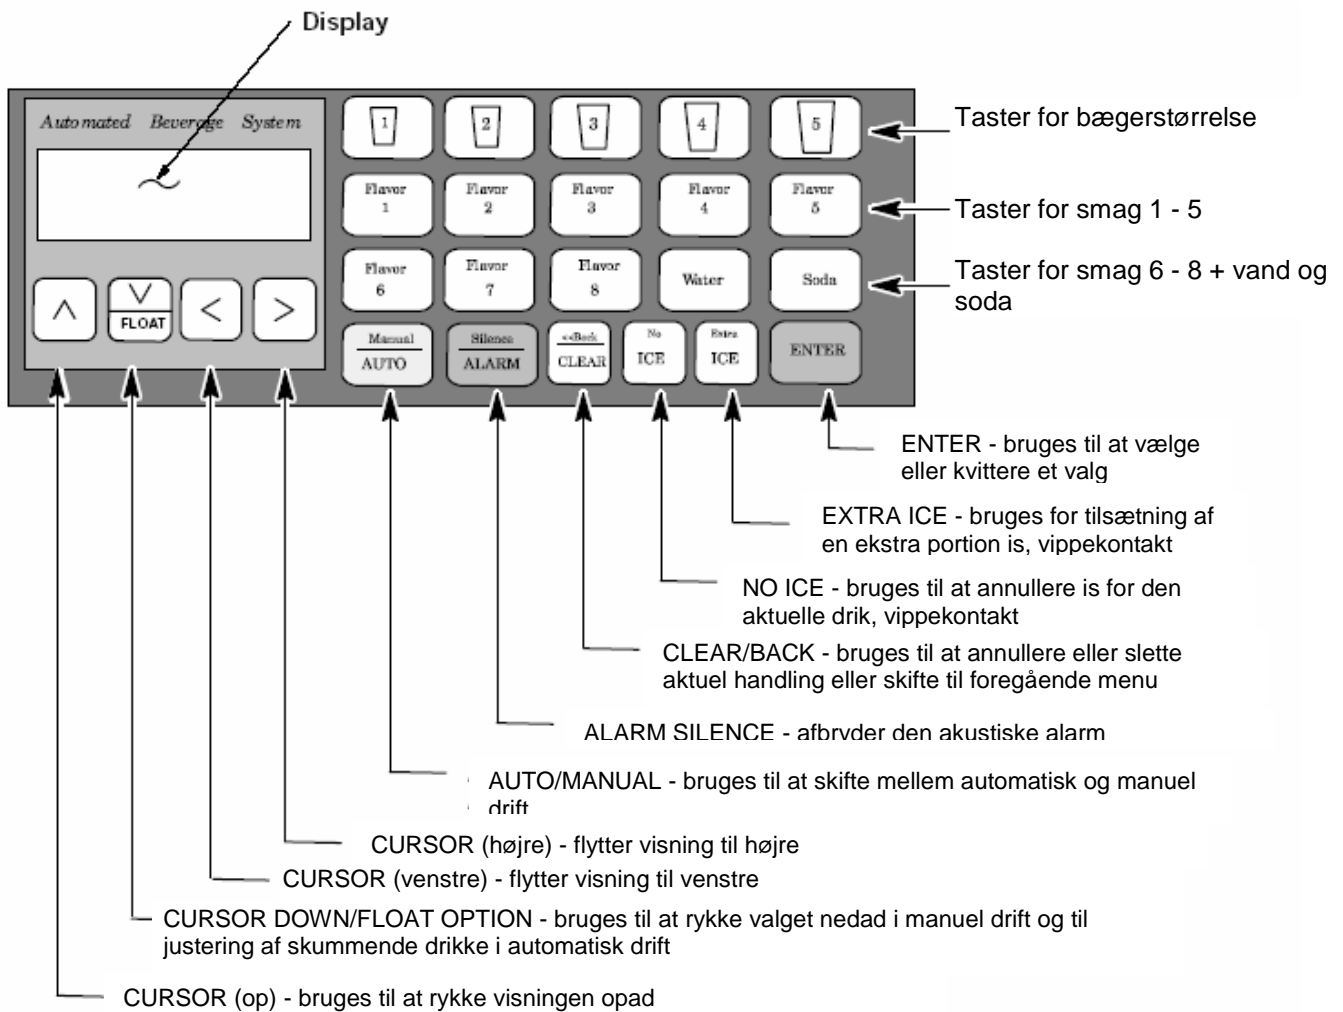 Display
Automated Beverage System
1 2 3 4 5
Taster for bægerstørrelse
Flavor Flavor Flavor Flavor Flavor
1 2 3 4 5
Taster for smag 1 - 5
Flavor Flavor Flavor Water Soda
6 7 8
Taster for smag 6 - 8 + vand og
soda
FLOAT
Manual Silence <<Back No Extra
AUTO ALARM CLEAR ICE ICE ENTER
ENTER - bruges til at vælge
eller kvittere et valg
EXTRA ICE - bruges for tilsætning af
en ekstra portion is, vippekontakt
NO ICE - bruges til at annullere is for den
aktuelle drik, vippekontakt
CLEAR/BACK - bruges til at annullere eller slette
aktuel handling eller skifte til foregående menu
ALARM SILENCE - afbryder den akustiske alarm
AUTO/MANUAL - bruges til at skifte mellem automatisk og manuel
drift
CURSOR (højre) - flytter visning til højre
CURSOR (venstre) - flytter visning til venstre
CURSOR DOWN/FLOAT OPTION - bruges til at rykke valget nedad i manuel drift og til
justering af skummende drikke i automatisk drift
CURSOR (op) - bruges til at rykke visningen opad